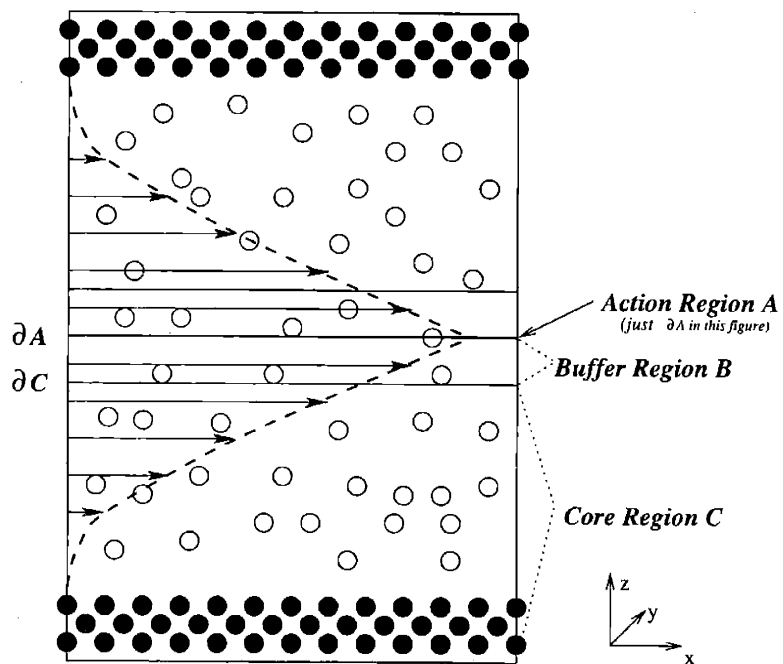 ∂A
∂C
Action Region A
(just ∂A in this figure)
Buffer Region B
Core Region C
z
y
x